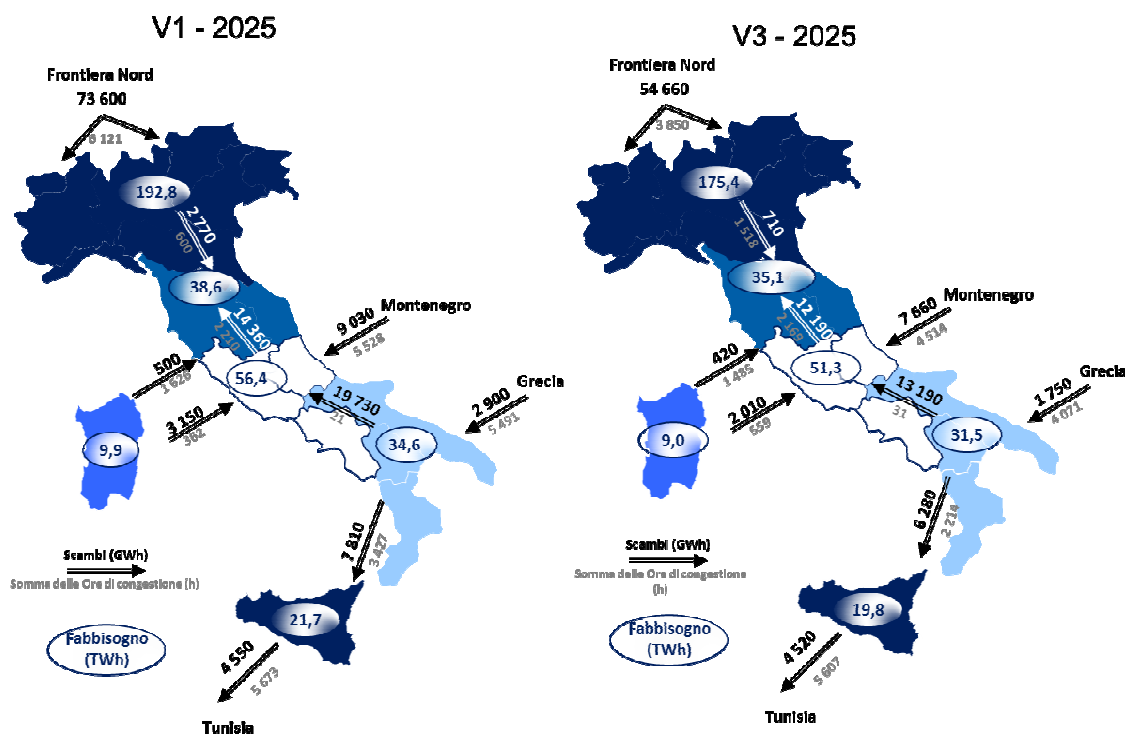 V1 - 2025
Frontiera Nord
73 600
192,8
2 770
600
38,6
14 360
2 210
Montenegro
9 030
5 528
500
1 626
56,4
19 730
21
Grecia
2 900
5 491
3 150
362
9,9
34,6
7 810
3 427
Scambi (GWh)
Somma delle Ore di congestione (h)
21,7
Fabbisogno
(TWh)
4 550
5 673
Tunisia
V3 - 2025
Frontiera Nord
54 660
3 850
175,4
710
1 518
35,1
12 190
Montenegro
7 660
4 514
420
1 485
51,3
13 190
31
Grecia
1 750
4 071
2 010
659
9,0
31,5
6 280
2 214
Scambi (GWh)
Somma delle Ore di congestione
(h)
19,8
Fabbisogno
(TWh)
4 520
5 607
Tunisia